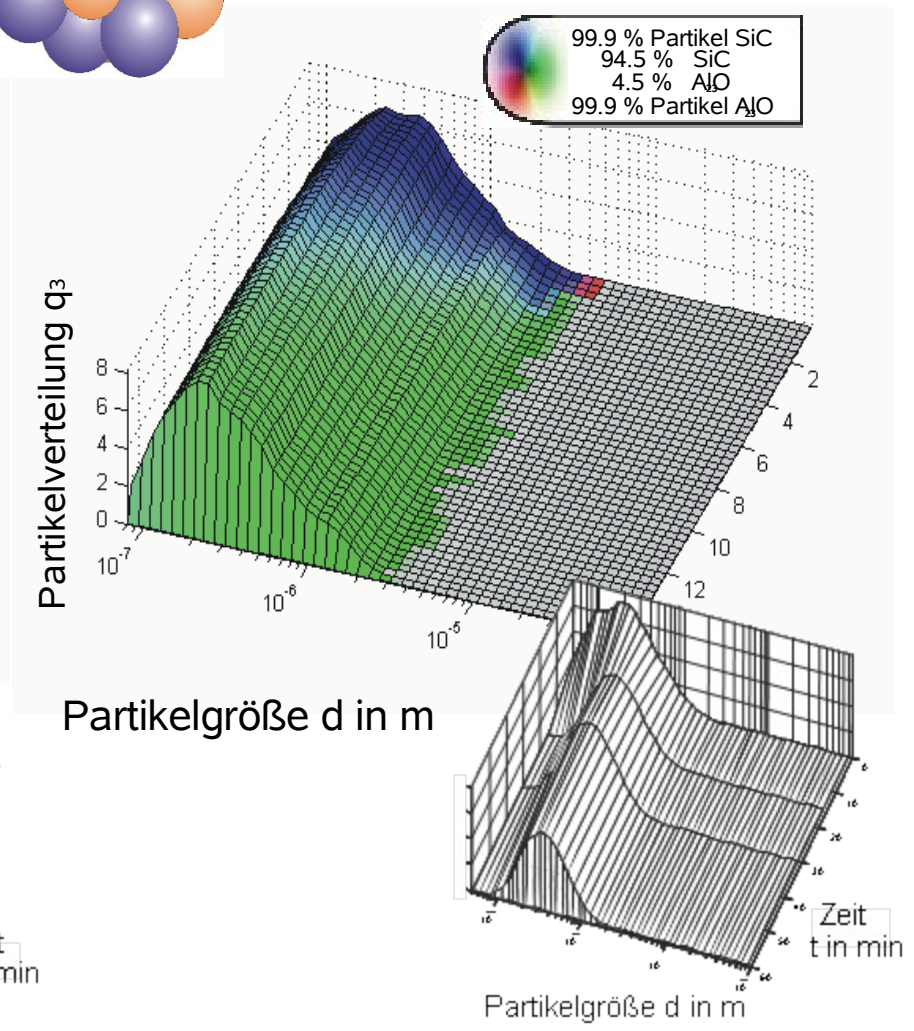 99.9 % Partikel SiC
94.5 % SiC
4.5 % Al₂₃O
99.9 % Partikel Al₂₃O
Partikelverteilung q₃
8
6
4
2
0
10⁻⁷
10⁻⁶
10⁻⁵
2
4
6
8
10
12
Partikelgröße d in m
Zeit
t in min
t
min
Partikelgröße d in m